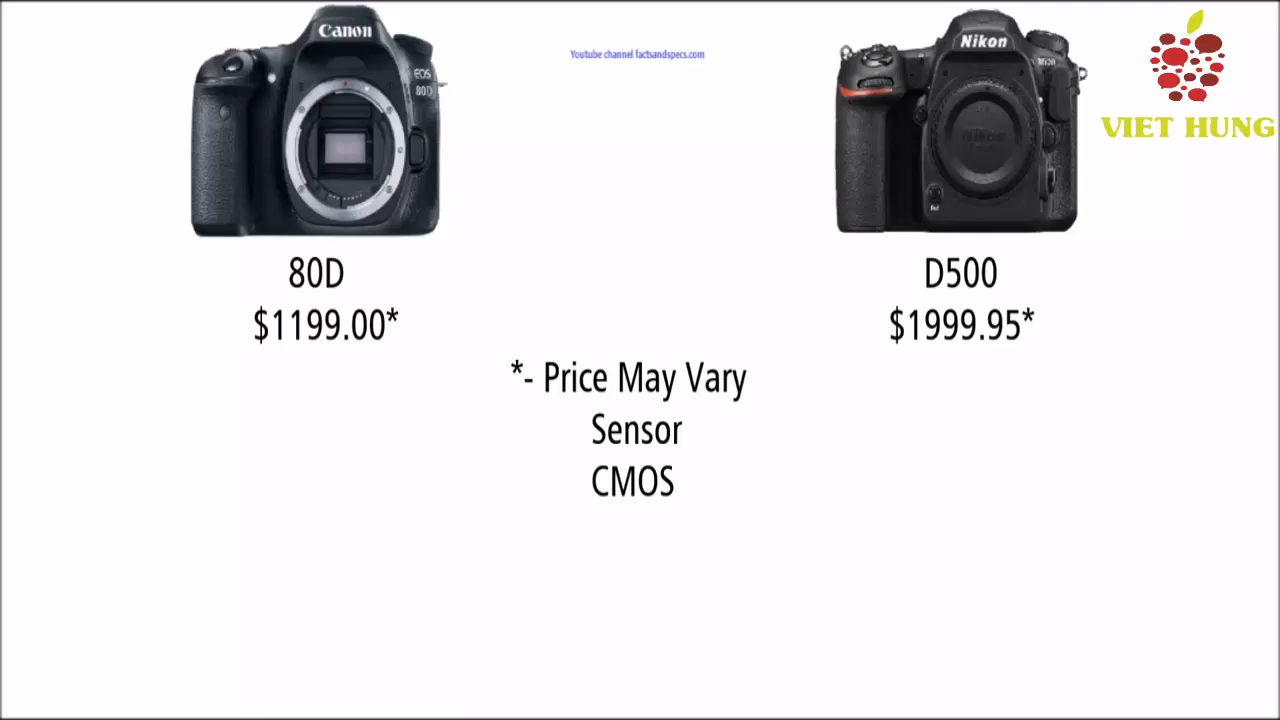 Canon
EOS
80D
Youtube channel factsandspecs.com
Nikon
D500
VIET HUNG
80D
D500
$1199.00*
$1999.95*
*- Price May Vary
Sensor
CMOS